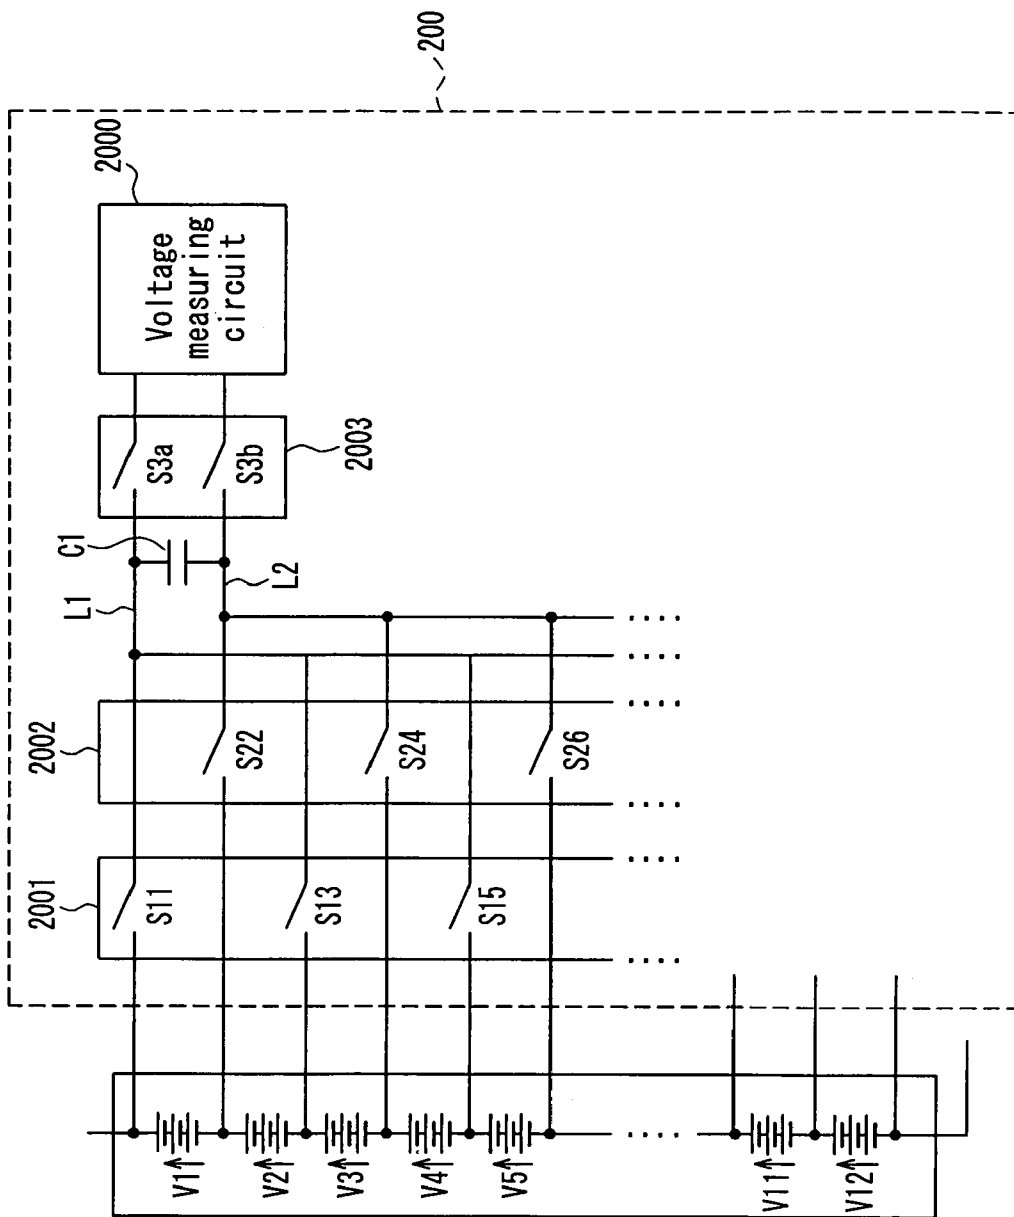 200
2000
Voltage
measuring
circuit
2003
S3a
S3b
C1
L1
L2
2002
S22
S24
S26
....
....
....
....
2001
S11
S13
S15
....
....
....
V1
V2
V3
V4
V5
V11
V12